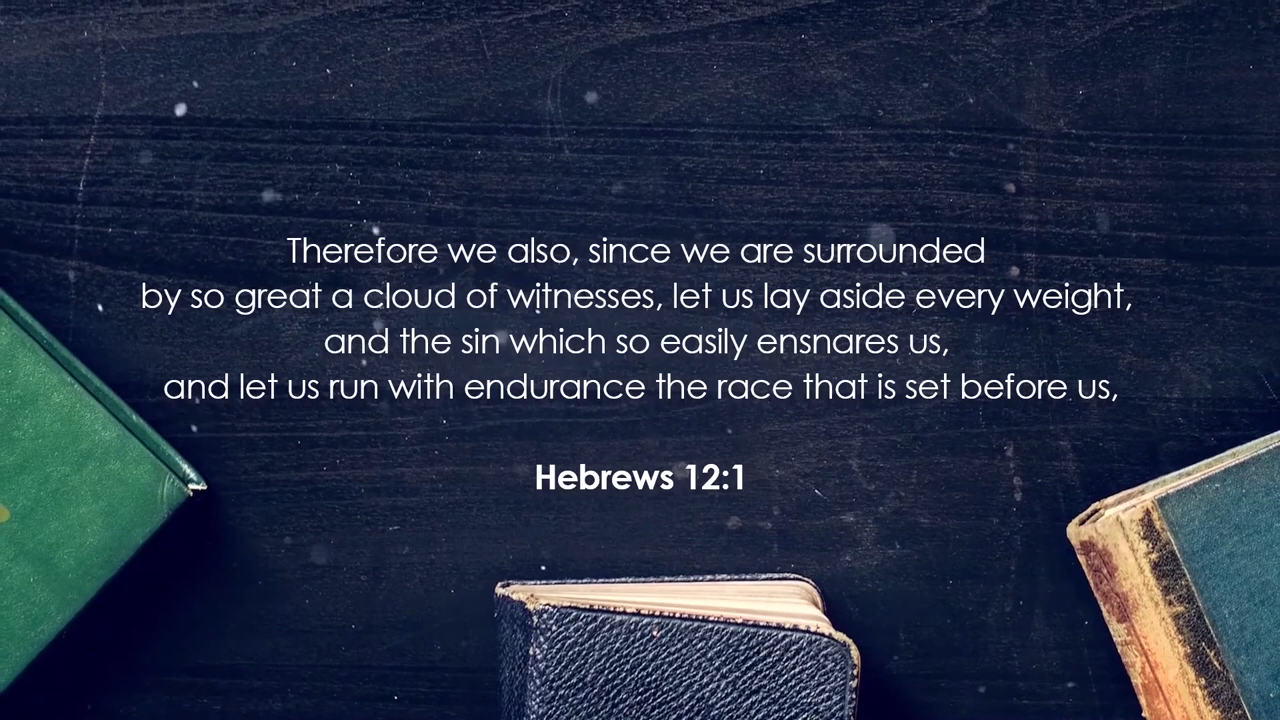 Therefore we also, since we are surrounded
by so great a cloud of witnesses, let us lay aside every weight,
and the sin which so easily ensnares us,
and let us run with endurance the race that is set before us,
Hebrews 12:1